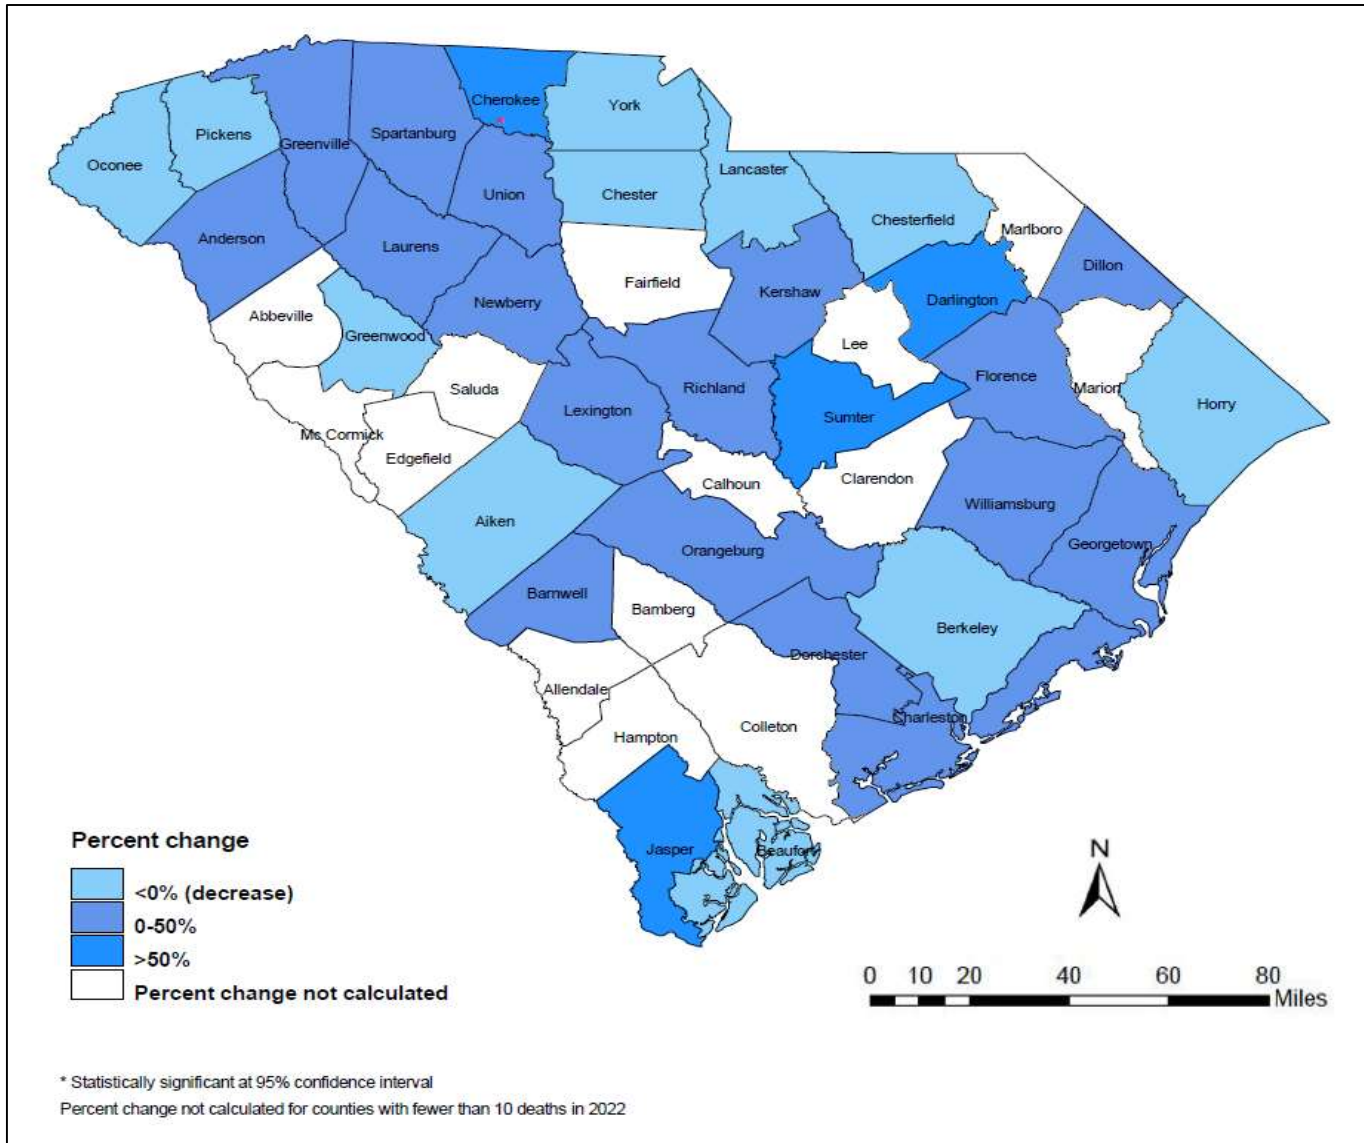 Cherokee
York
Pickens
Spartanburg
Greenville
Oconee
Lancaster
Union
Chester
Chesterfield
Marlboro
Anderson
Laurens
Dillon
Fairfield
Kershaw
Newberry
Darlington
Abbeville
Greenwood
Lee
Richland
Florence
Saluda
Marion
Horry
Lexington
Sumter
Mc Cormick
Edgefield
Calhoun
Clarendon
Williamsburg
Aiken
Georgetown
Orangeburg
Barnwell
Bamberg
Berkeley
Dorchester
Allendale
Charleston
Colleton
Hampton
Jasper
Beaufort
*
Percent change
<0% (decrease)
0-50%
>50%
Percent change not calculated
N
0 10 20 40 60 80
Miles
* Statistically significant at 95% confidence interval
Percent change not calculated for counties with fewer than 10 deaths in 2022